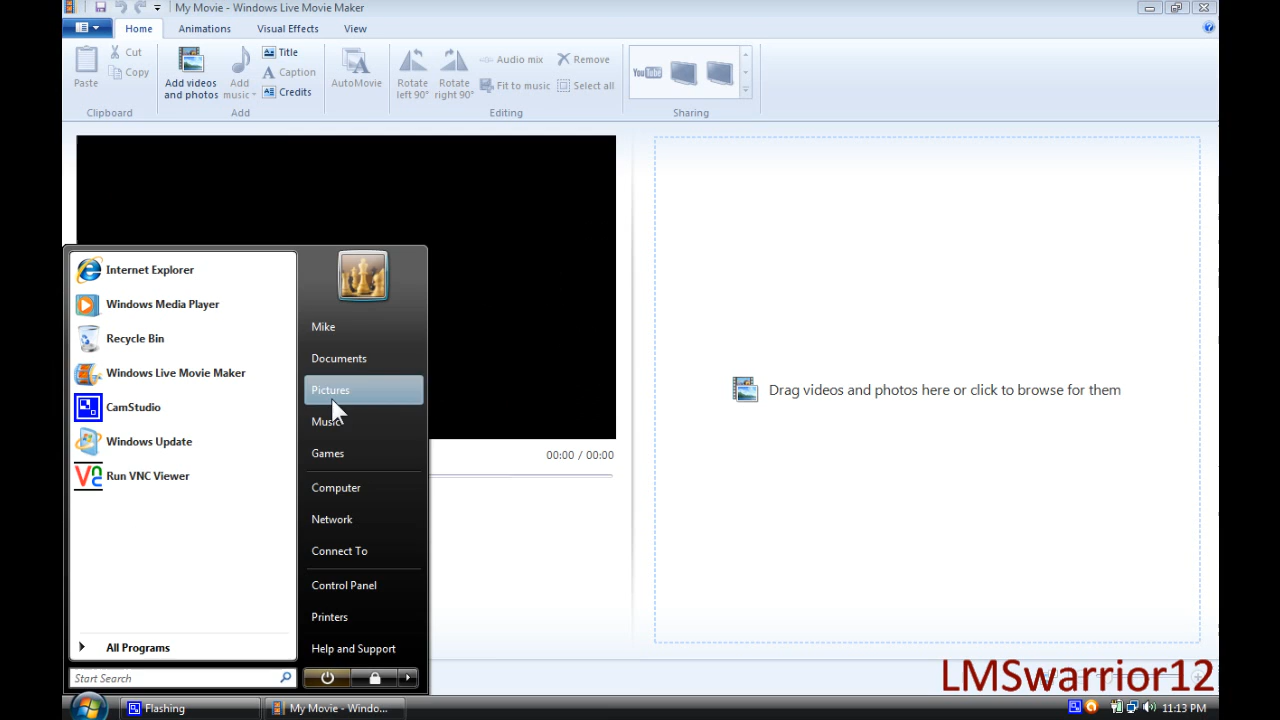 My Movie - Windows Live Movie Maker
Home
Animations
Visual Effects
View
Paste
Cut
Copy
Clipboard
Add videos
and photos
Add
music
Title
Caption
Credits
Add
AutoMovie
Rotate
left 90°
Rotate
right 90°
Audio mix
Fit to music
Remove
Select all
Editing
YouTube
Sharing
Drag videos and photos here or click to browse for them
00:00 / 00:00
Internet Explorer
Windows Media Player
Recycle Bin
Windows Live Movie Maker
CamStudio
Windows Update
Run VNC Viewer
All Programs
Start Search
Mike
Documents
Pictures
Music
Games
Computer
Network
Connect To
Control Panel
Printers
Help and Support
LMSwarrior12
Flashing
My Movie - Windo...
11:13 PM